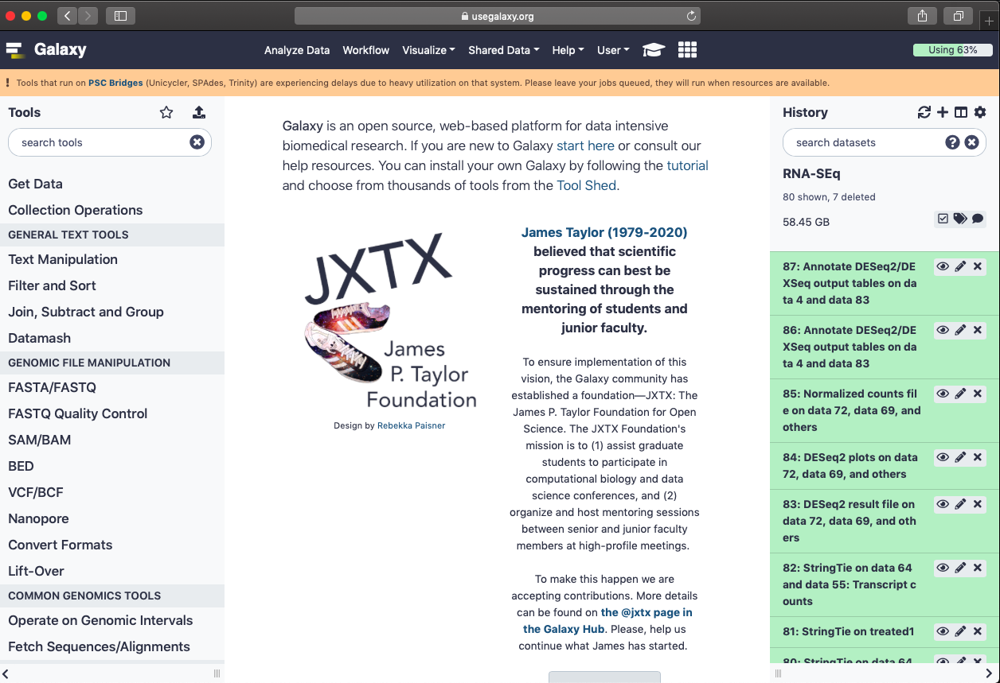 usegalaxy.org
Galaxy
Analyze Data Workflow Visualize Shared Data Help User
Using 63%
! Tools that run on PSC Bridges (Unicycler, SPAdes, Trinity) are experiencing delays due to heavy utilization on that system. Please leave your jobs queued, they will run when resources are available.
Tools
search tools
Get Data
Collection Operations
GENERAL TEXT TOOLS
Text Manipulation
Filter and Sort
Join, Subtract and Group
Datamash
GENOMIC FILE MANIPULATION
FASTA/FASTQ
FASTQ Quality Control
SAM/BAM
BED
VCF/BCF
Nanopore
Convert Formats
Lift-Over
COMMON GENOMICS TOOLS
Operate on Genomic Intervals
Fetch Sequences/Alignments
Galaxy is an open source, web-based platform for data intensive
biomedical research. If you are new to Galaxy start here or consult our
help resources. You can install your own Galaxy by following the tutorial
and choose from thousands of tools from the Tool Shed.
JXTX
James
P. Taylor
Foundation
Design by Rebekka Paisner
James Taylor (1979-2020)
believed that scientific
progress can best be
sustained through the
mentoring of students and
junior faculty.
To ensure implementation of this
vision, the Galaxy community has
established a foundation—JXTX: The
James P. Taylor Foundation for Open
Science. The JXTX Foundation's
mission is to (1) assist graduate
students to participate in
computational biology and data
science conferences, and (2)
organize and host mentoring sessions
between senior and junior faculty
members at high-profile meetings.
To make this happen we are
accepting contributions. More details
can be found on the @jxtx page in
the Galaxy Hub. Please, help us
continue what James has started.
History
search datasets
RNA-SEq
80 shown, 7 deleted
58.45 GB
87: Annotate DESeq2/DE
XSeq output tables on da
ta 4 and data 83
86: Annotate DESeq2/DE
XSeq output tables on da
ta 4 and data 83
85: Normalized counts fil
e on data 72, data 69, and
others
84: DESeq2 plots on data
72, data 69, and others
83: DESeq2 result file on
data 72, data 69, and oth
ers
82: StringTie on data 64
and data 55: Transcript c
ounts
81: StringTie on treated1
80: StringTie on data 64